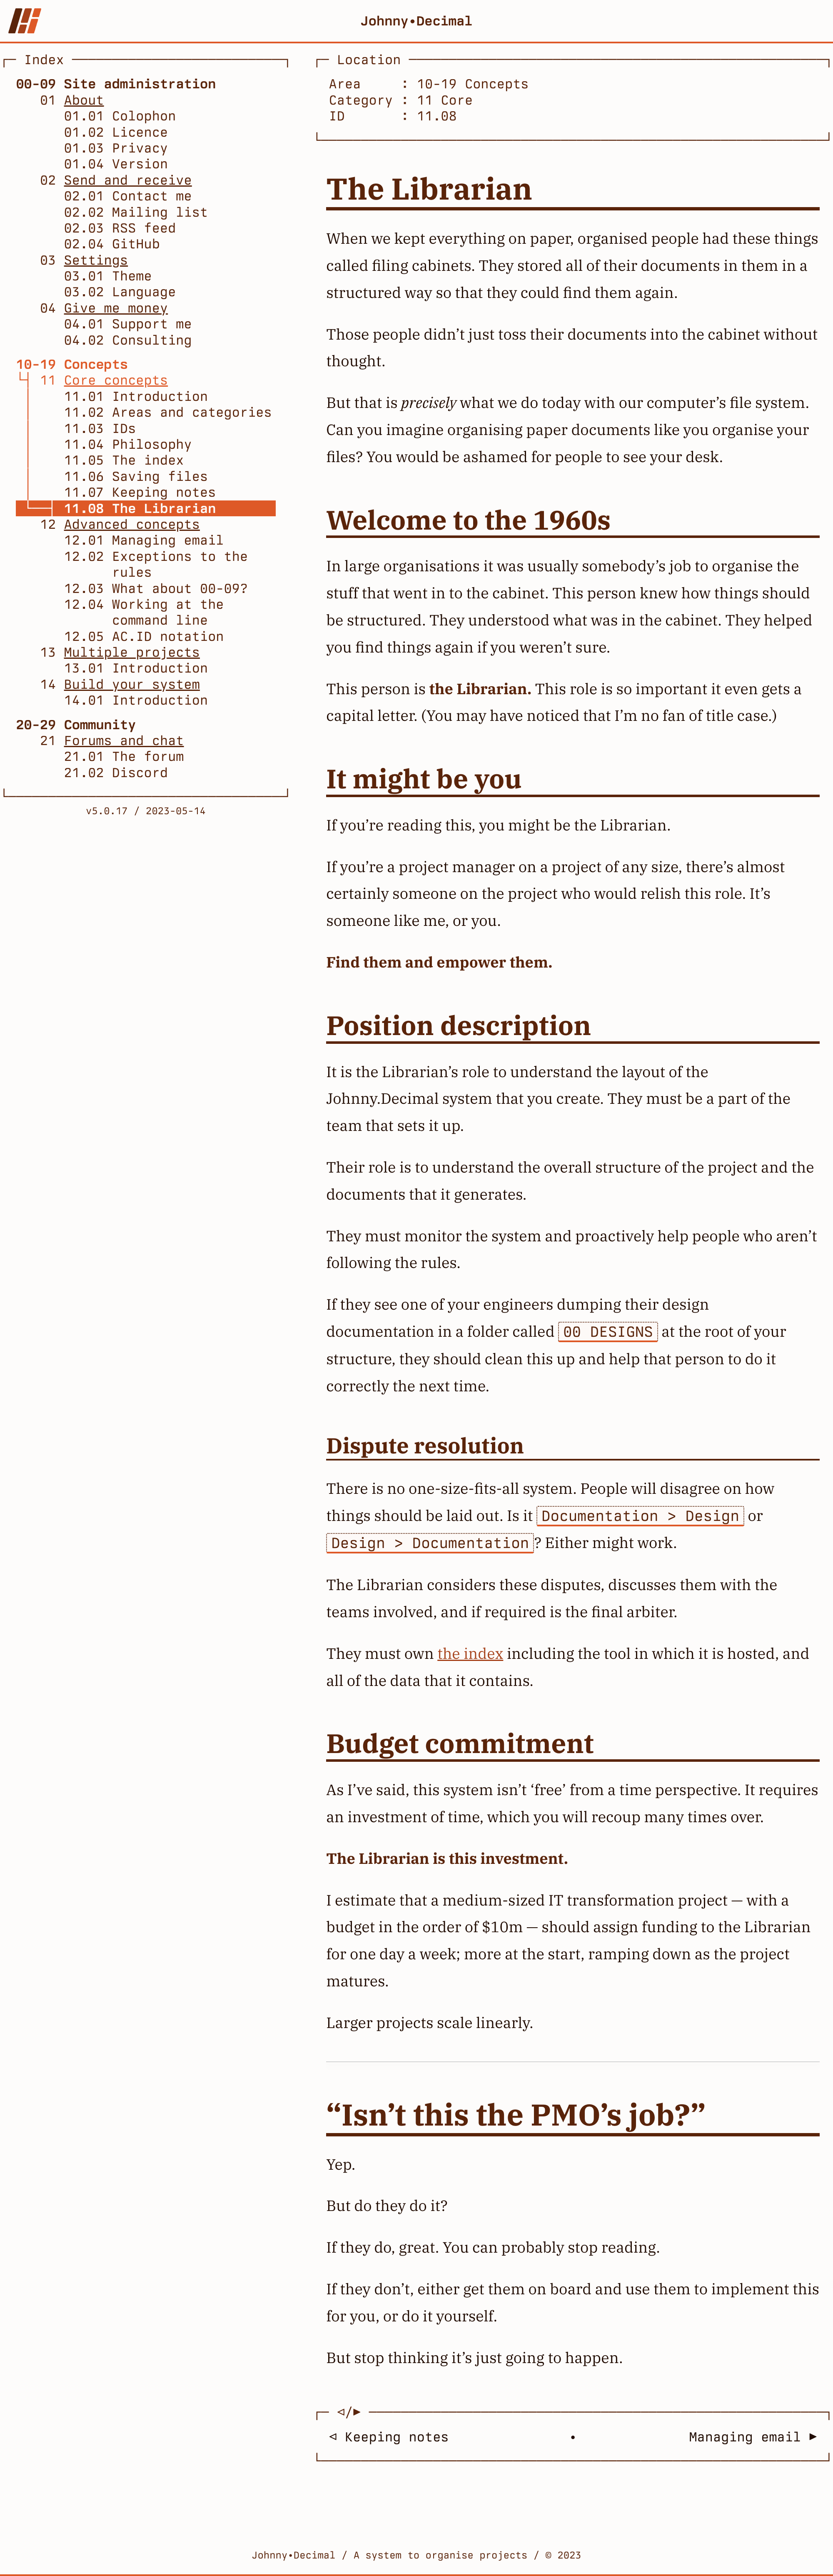 Johnny•Decimal
Index
00-09 Site administration
01 About
01.01 Colophon
01.02 Licence
01.03 Privacy
01.04 Version
02 Send and receive
02.01 Contact me
02.02 Mailing list
02.03 RSS feed
02.04 GitHub
03 Settings
03.01 Theme
03.02 Language
04 Give me money
04.01 Support me
04.02 Consulting
10-19 Concepts
11 Core concepts
11.01 Introduction
11.02 Areas and categories
11.03 IDs
11.04 Philosophy
11.05 The index
11.06 Saving files
11.07 Keeping notes
11.08 The Librarian
12 Advanced concepts
12.01 Managing email
12.02 Exceptions to the
rules
12.03 What about 00-09?
12.04 Working at the
command line
12.05 AC.ID notation
13 Multiple projects
13.01 Introduction
14 Build your system
14.01 Introduction
20-29 Community
21 Forums and chat
21.01 The forum
21.02 Discord
v5.0.17 / 2023-05-14
Location
Area : 10-19 Concepts
Category : 11 Core
ID : 11.08
The Librarian
When we kept everything on paper, organised people had these things
called filing cabinets. They stored all of their documents in them in a
structured way so that they could find them again.
Those people didn’t just toss their documents into the cabinet without
thought.
But that is precisely what we do today with our computer’s file system.
Can you imagine organising paper documents like you organise your
files? You would be ashamed for people to see your desk.
Welcome to the 1960s
In large organisations it was usually somebody’s job to organise the
stuff that went in to the cabinet. This person knew how things should
be structured. They understood what was in the cabinet. They helped
you find things again if you weren’t sure.
This person is the Librarian. This role is so important it even gets a
capital letter. (You may have noticed that I’m no fan of title case.)
It might be you
If you’re reading this, you might be the Librarian.
If you’re a project manager on a project of any size, there’s almost
certainly someone on the project who would relish this role. It’s
someone like me, or you.
Find them and empower them.
Position description
It is the Librarian’s role to understand the layout of the
Johnny.Decimal system that you create. They must be a part of the
team that sets it up.
Their role is to understand the overall structure of the project and the
documents that it generates.
They must monitor the system and proactively help people who aren’t
following the rules.
If they see one of your engineers dumping their design
documentation in a folder called 00 DESIGNS at the root of your
structure, they should clean this up and help that person to do it
correctly the next time.
Dispute resolution
There is no one-size-fits-all system. People will disagree on how
things should be laid out. Is it Documentation > Design or
Design > Documentation? Either might work.
The Librarian considers these disputes, discusses them with the
teams involved, and if required is the final arbiter.
They must own the index including the tool in which it is hosted, and
all of the data that it contains.
Budget commitment
As I’ve said, this system isn’t ‘free’ from a time perspective. It requires
an investment of time, which you will recoup many times over.
The Librarian is this investment.
I estimate that a medium-sized IT transformation project — with a
budget in the order of $10m — should assign funding to the Librarian
for one day a week; more at the start, ramping down as the project
matures.
Larger projects scale linearly.
“Isn’t this the PMO’s job?”
Yep.
But do they do it?
If they do, great. You can probably stop reading.
If they don’t, either get them on board and use them to implement this
for you, or do it yourself.
But stop thinking it’s just going to happen.
⊲/►
⊲ Keeping notes • Managing email ►
Johnny•Decimal / A system to organise projects / © 2023